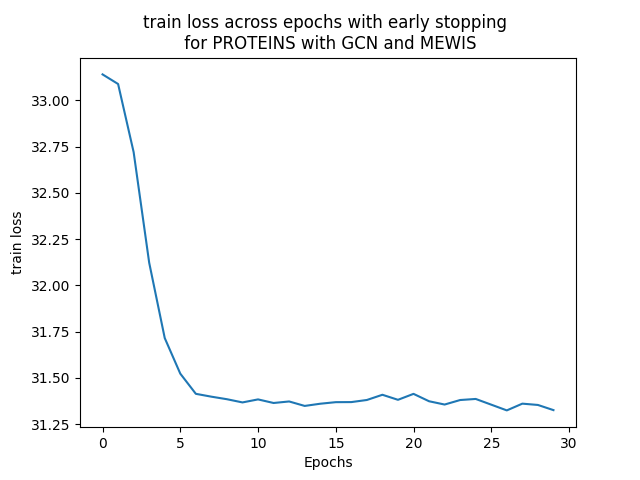 train loss across epochs with early stopping
for PROTEINS with GCN and MEWIS
33.00
32.75
32.50
32.25
32.00
31.75
31.50
31.25
train loss
0 5 10 15 20 25 30
Epochs